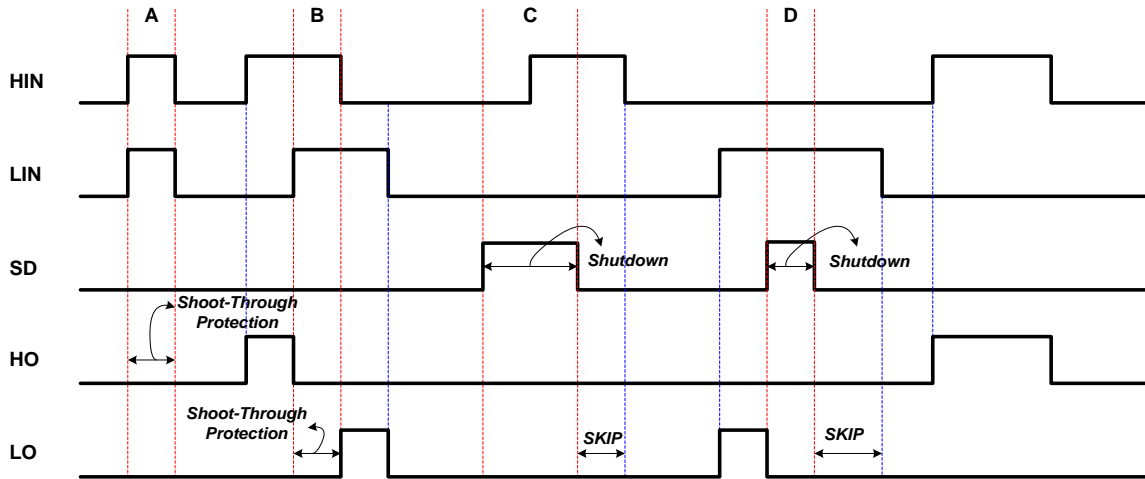 A B C D
HIN
LIN
SD
Shutdown Shutdown
Shoot-Through
Protection
HO
Shoot-Through
Protection
SKIP SKIP
LO